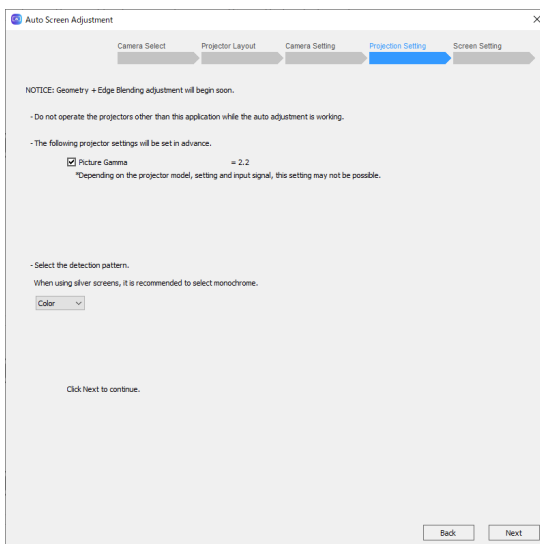 Auto Screen Adjustment
Camera Select Projector Layout Camera Setting Projection Setting Screen Setting
NOTICE: Geometry + Edge Blending adjustment will begin soon.
- Do not operate the projectors other than this application while the auto adjustment is working.
- The following projector settings will be set in advance.
Picture Gamma = 2.2
*Depending on the projector model, setting and input signal, this setting may not be possible.
- Select the detection pattern.
When using silver screens, it is recommended to select monochrome.
Color
Click Next to continue.
Back Next